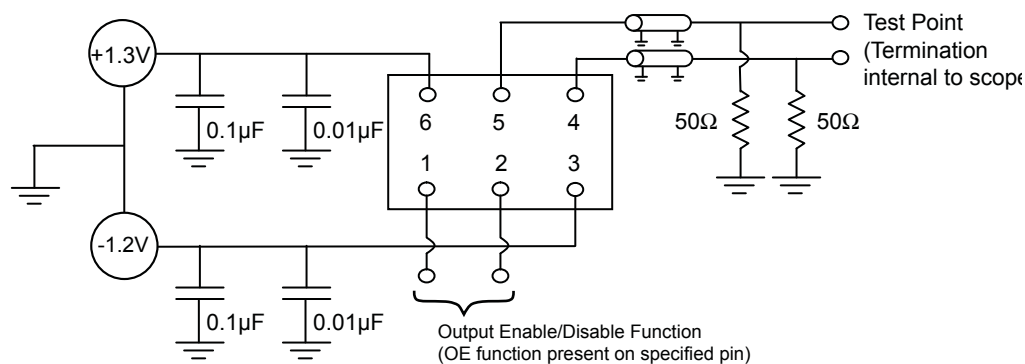 +1.3V
0.1µF
0.01µF
6
5
4
1
2
3
Test Point
(Termination
internal to scope
50Ω
50Ω
-1.2V
0.1µF
0.01µF
Output Enable/Disable Function
(OE function present on specified pin)